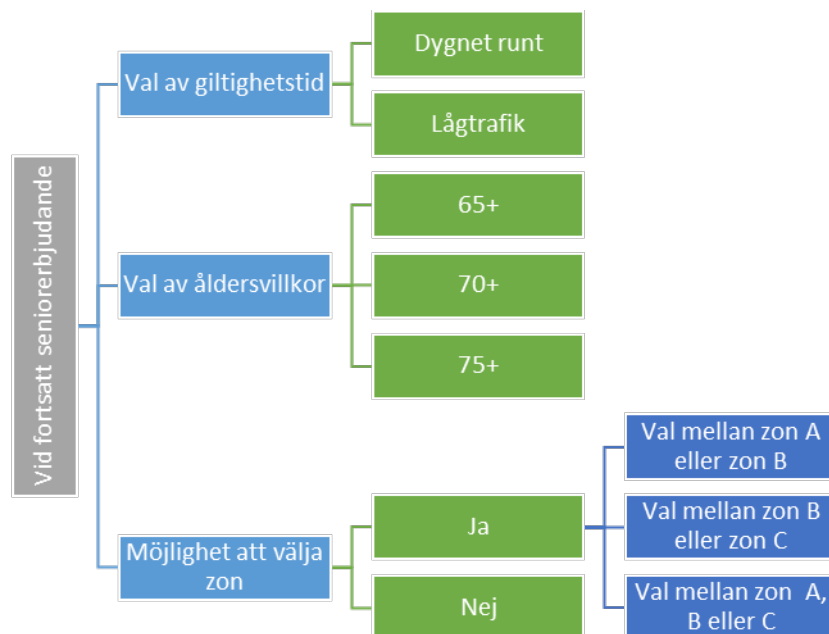 Vid fortsatt seniorerbjudande
Val av giltighetstid
Dygnet runt
Lågtrafik
Val av åldersvillkor
65+
70+
75+
Möjlighet att välja
zon
Ja
Val mellan zon A
eller zon B
Val mellan zon B
eller zon C
Val mellan zon A,
B eller C
Nej